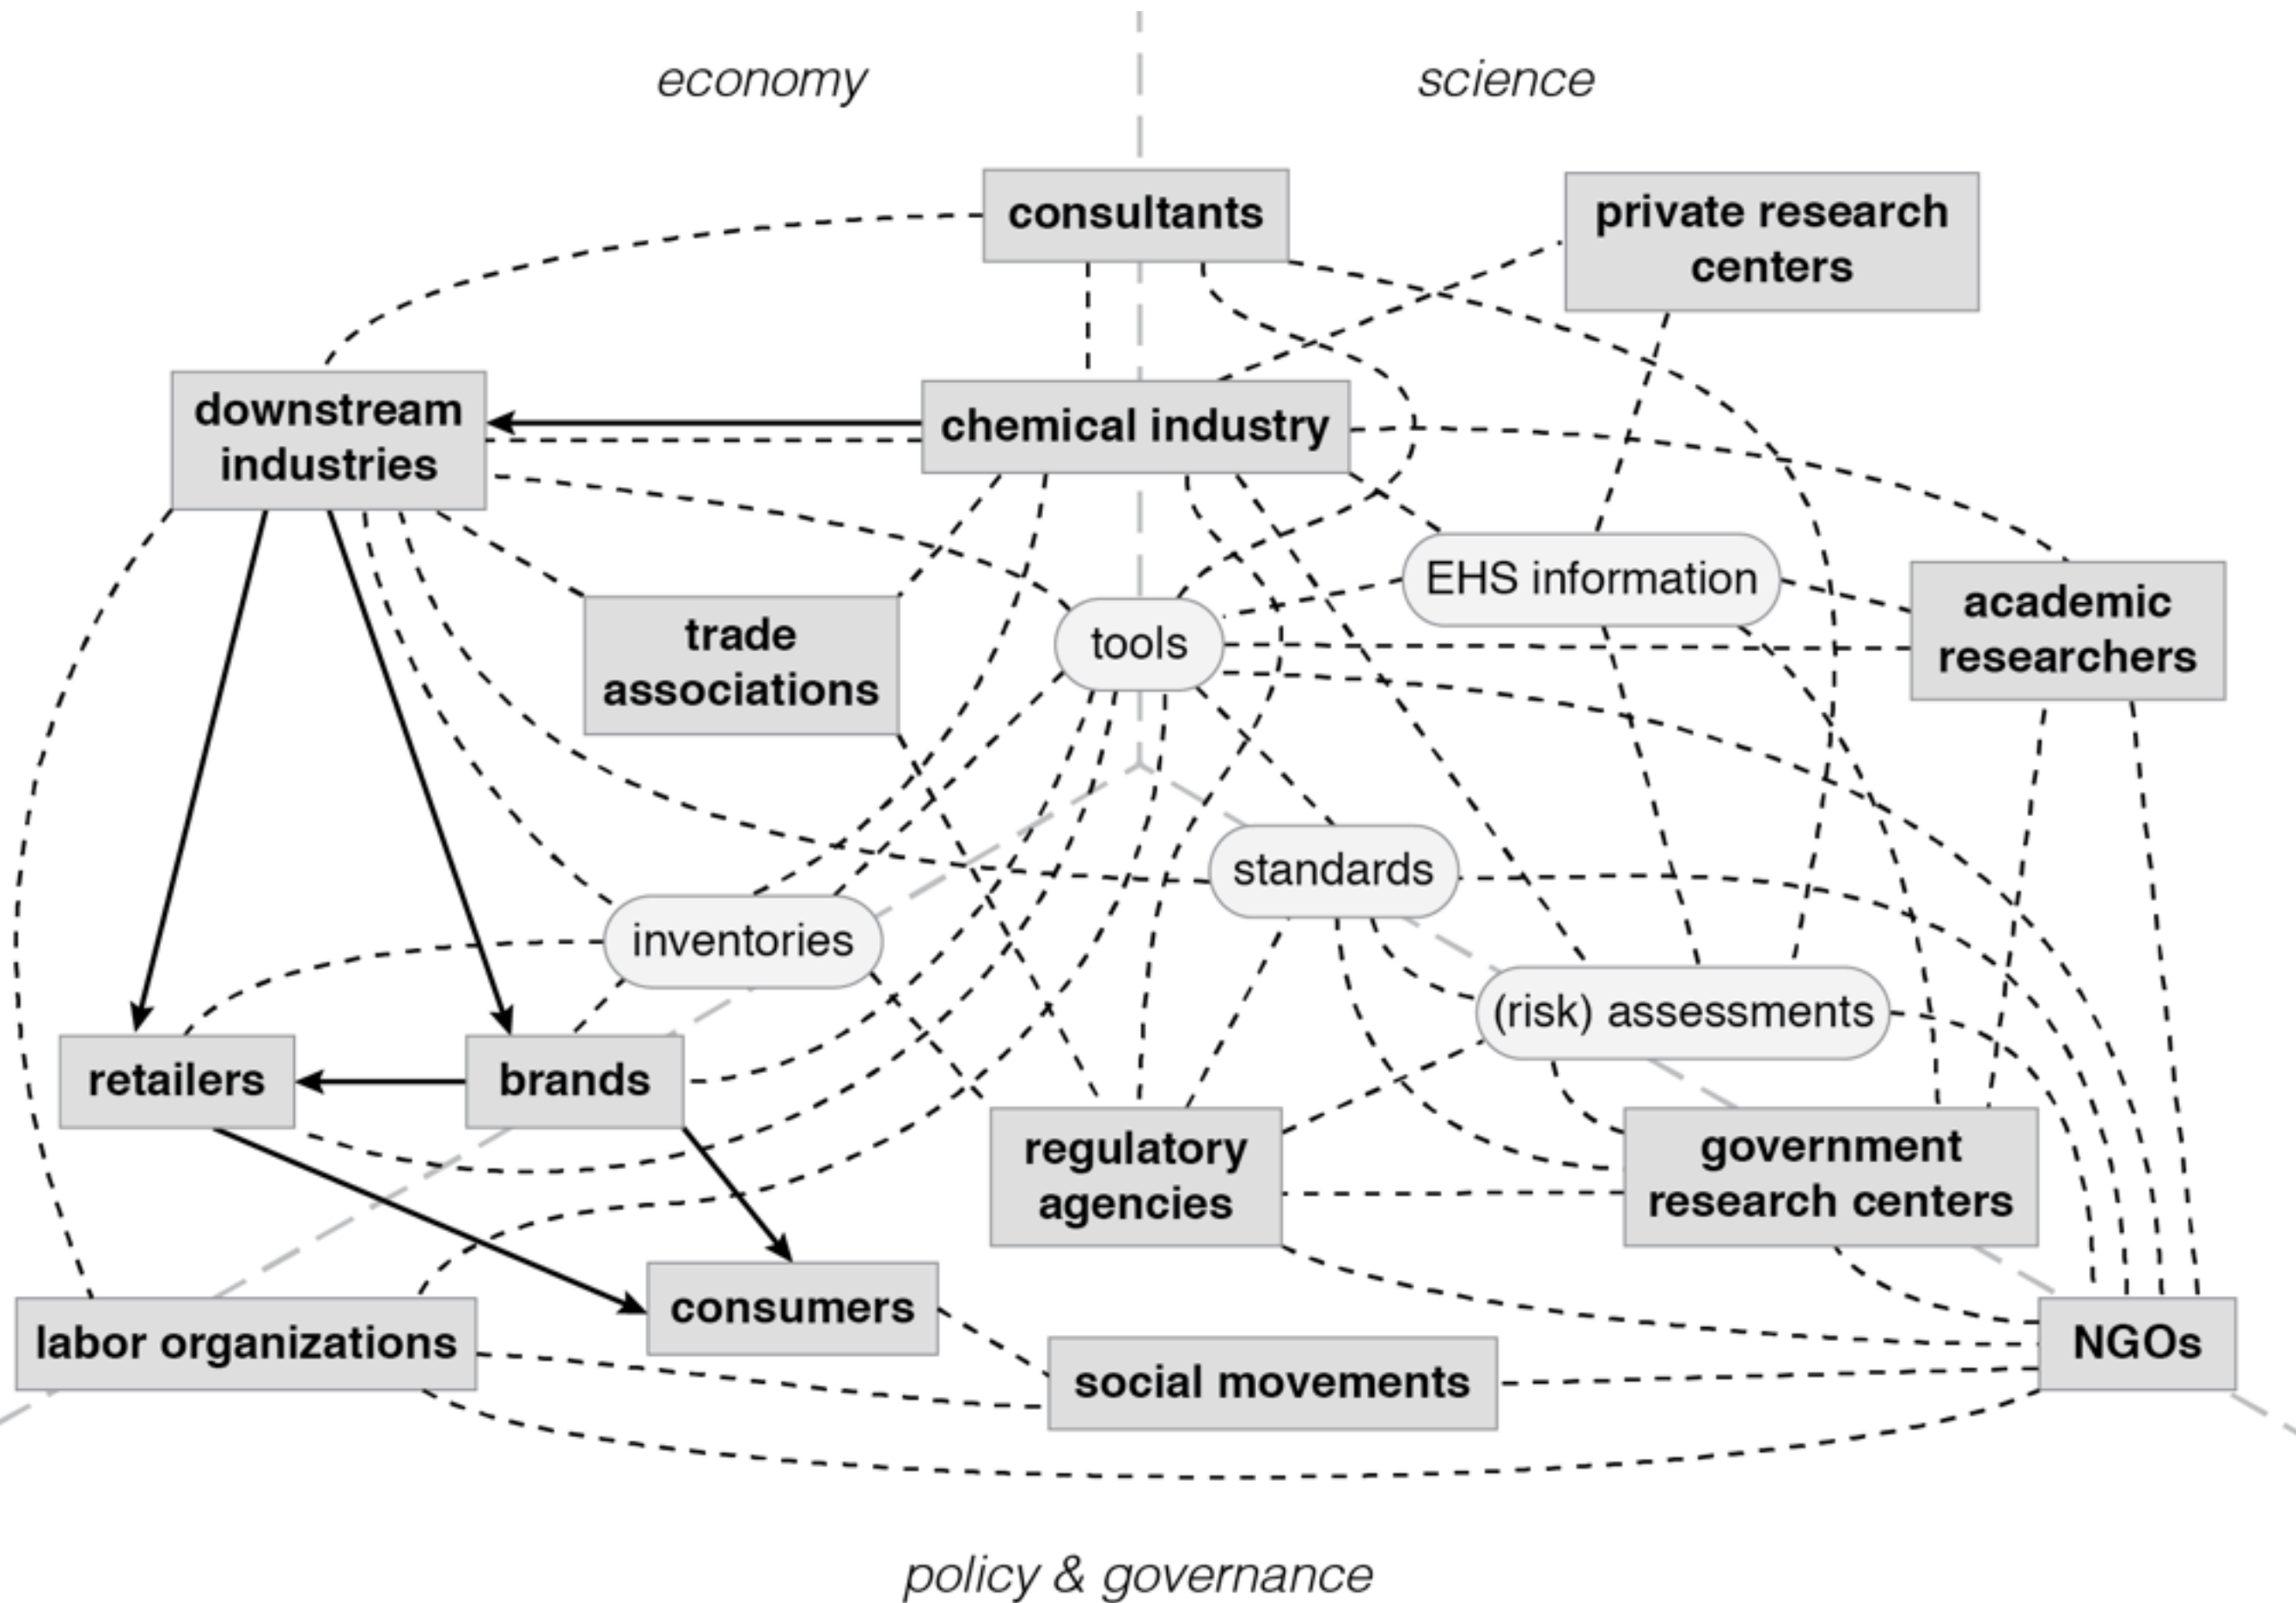 economy
science
consultants
private research
centers
downstream
industries
chemical industry
EHS information
academic
researchers
trade
associations
tools
standards
inventories
(risk) assessments
retailers
brands
regulatory
agencies
government
research centers
consumers
labor organizations
social movements
NGOs
policy & governance